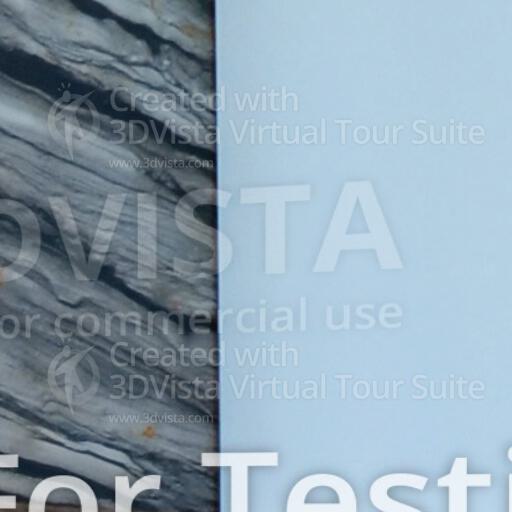 Created with
3DVista Virtual Tour Suite
www.3dvista.com
DVISTA
or commercial use
Created with
3DVista Virtual Tour Suite
www.3dvista.com
For Testi